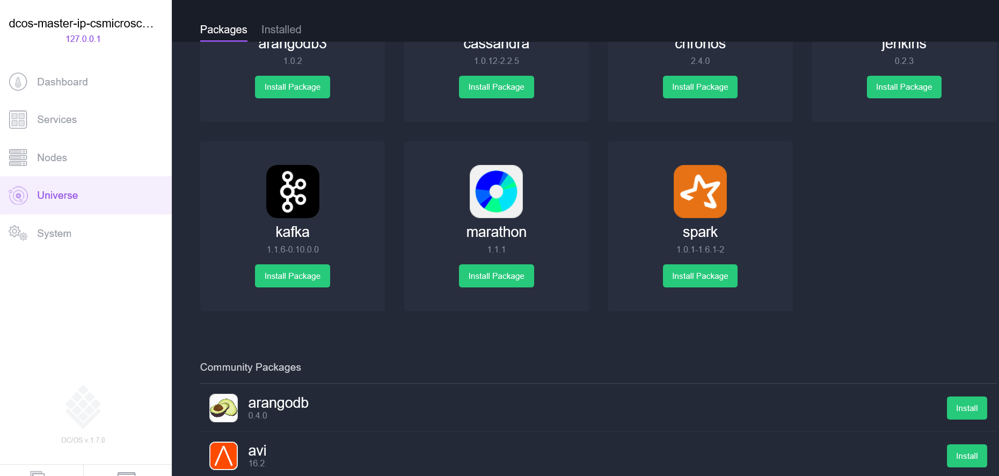 dcos-master-ip-csmicrosc...
127.0.0.1
Dashboard
Services
Nodes
Universe
System
DC/OS v.1.7.0
Packages
Installed
arangodb3
cassandra
chronos
jenkins
1.0.2
1.0.12-2.2.5
2.4.0
0.2.3
Install Package
Install Package
Install Package
Install Package
kafka
marathon
spark
1.1.6-0.10.0.0
1.1.1
1.0.1-1.6.1-2
Install Package
Install Package
Install Package
Community Packages
arangodb
0.4.0
Install
avi
16.2
Install